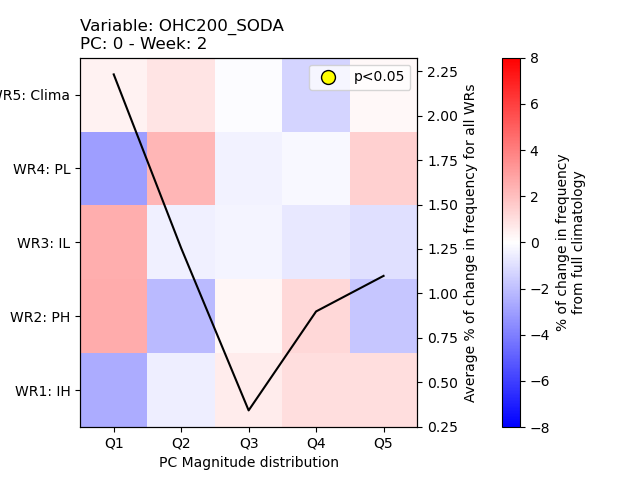 Variable: OHC200_SODA
PC: 0 - Week: 2
p<0.05
WR5: Clima
WR4: PL
WR3: IL
WR2: PH
WR1: IH
Q1 Q2 Q3 Q4 Q5
PC Magnitude distribution
2.25
2.00
1.75
1.50
1.25
1.00
0.75
0.50
0.25
Average % of change in frequency for all WRs
8
6
4
2
0
−2
−4
−6
−8
% of change in frequency
from full climatology